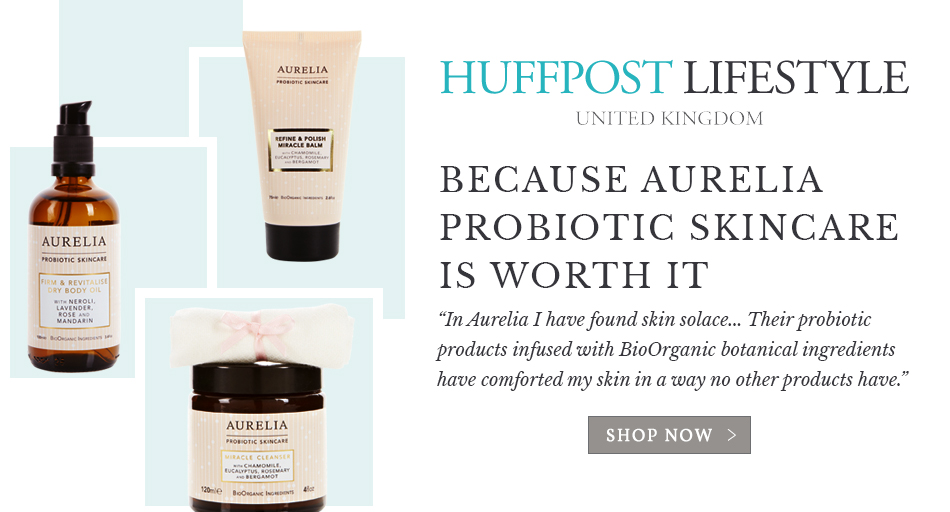 HUFFPOST LIFESTYLE
UNITED KINGDOM
BECAUSE AURELIA
PROBIOTIC SKINCARE
IS WORTH IT
“In Aurelia I have found skin solace... Their probiotic
products infused with BioOrganic botanical ingredients
have comforted my skin in a way no other products have.”
SHOP NOW >
AURELIA
PROBIOTIC SKINCARE
REFINE & POLISH
MIRACLE BALM
WITH CHAMOMILE,
EUCALYPTUS, ROSEMARY
AND BERGAMOT
BIOORGANIC INGREDIENTS
AURELIA
PROBIOTIC SKINCARE
FIRM & REVITALISE
DRY BODY OIL
WITH NEROLI,
LAVENDER,
ROSE AND
MANDARIN
BIOORGANIC INGREDIENTS
AURELIA
PROBIOTIC SKINCARE
MIRACLE CLEANSER
WITH CHAMOMILE,
EUCALYPTUS, ROSEMARY
AND BERGAMOT
120ml℮ BIOORGANIC INGREDIENTS 4floz